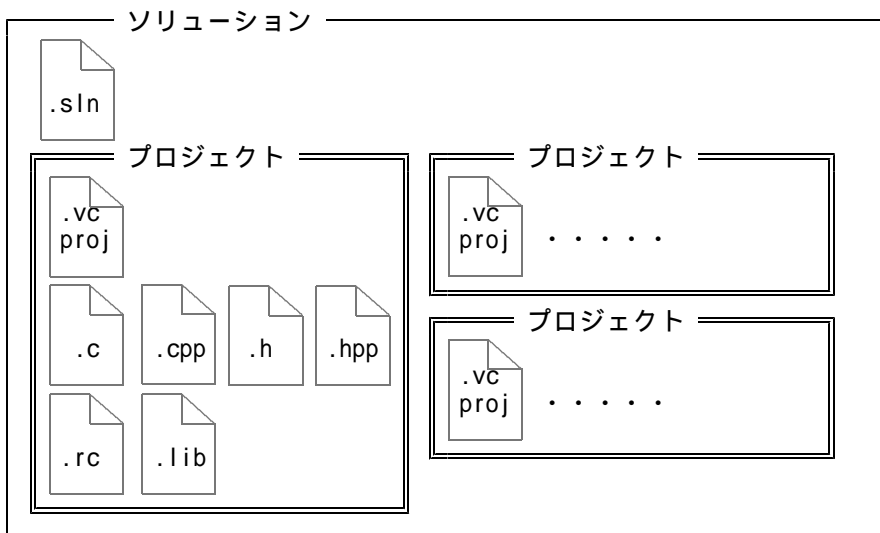 ソリューション
.sln
プロジェクト
.vc
proj
.c
.cpp
.h
.hpp
.rc
.lib
プロジェクト
.vc
proj
・・・・・
プロジェクト
.vc
proj
・・・・・